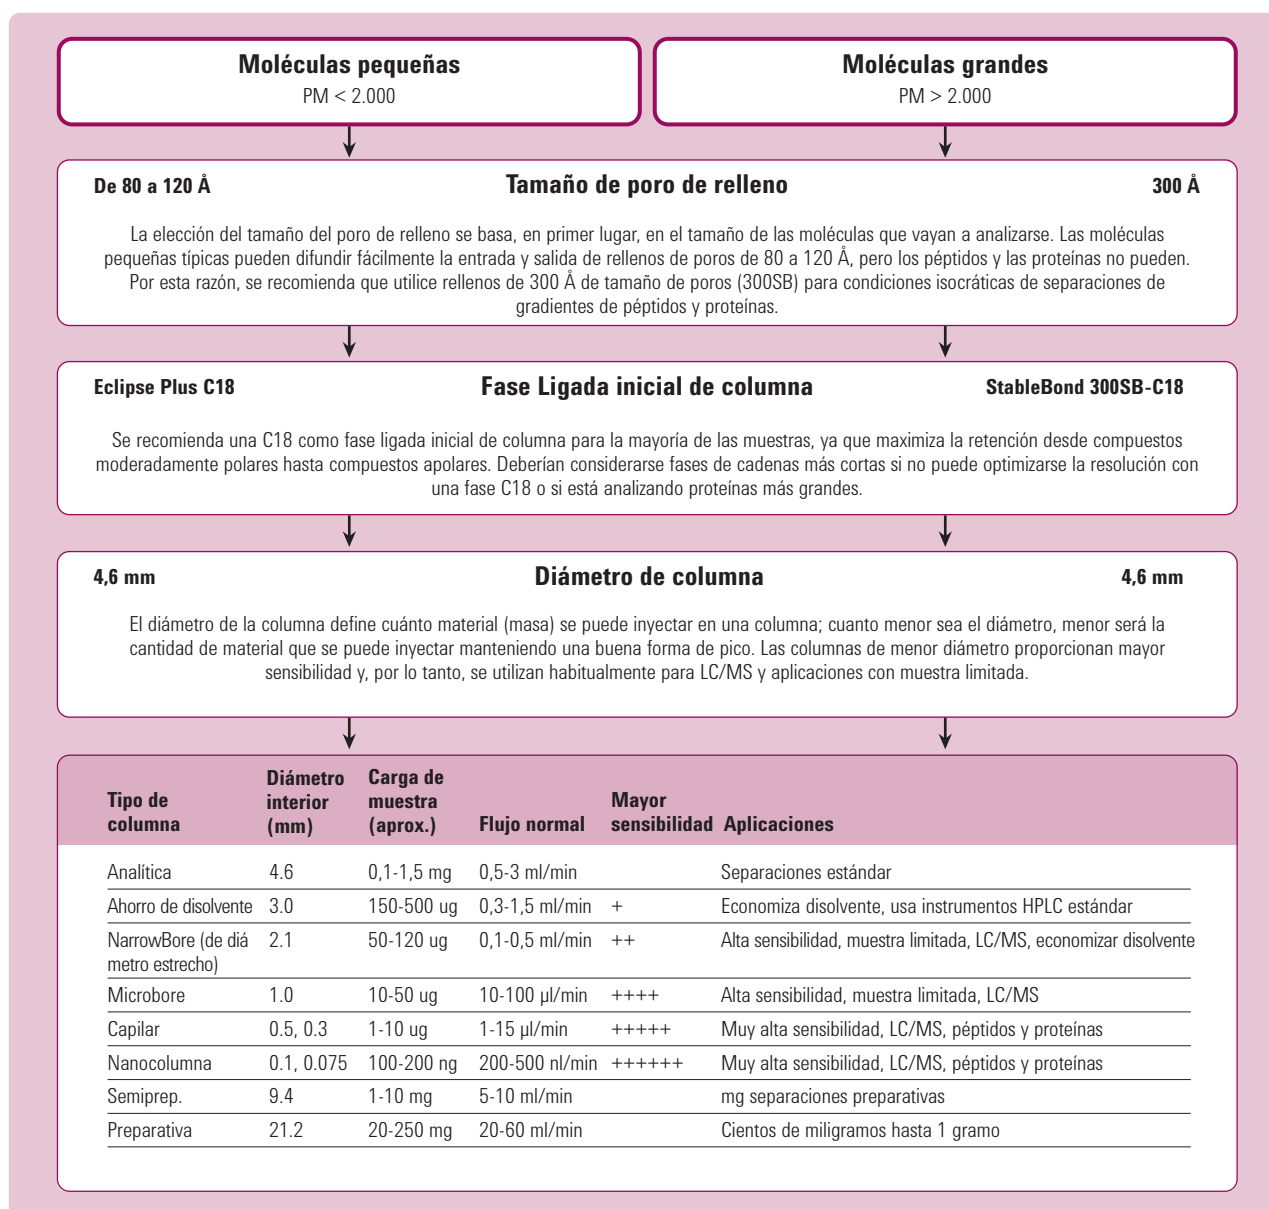 Moléculas pequeñas
PM < 2.000
Moléculas grandes
PM > 2.000
De 80 a 120 Å
Tamaño de poro de relleno
300 Å
La elección del tamaño del poro de relleno se basa, en primer lugar, en el tamaño de las moléculas que vayan a analizarse. Las moléculas
pequeñas típicas pueden difundir fácilmente la entrada y salida de rellenos de poros de 80 a 120 Å, pero los péptidos y las proteínas no pueden.
Por esta razón, se recomienda que utilice rellenos de 300 Å de tamaño de poros (300SB) para condiciones isocráticas de separaciones de
gradientes de péptidos y proteínas.
Eclipse Plus C18
Fase Ligada inicial de columna
StableBond 300SB-C18
Se recomienda una C18 como fase ligada inicial de columna para la mayoría de las muestras, ya que maximiza la retención desde compuestos
moderadamente polares hasta compuestos apolares. Deberían considerarse fases de cadenas más cortas si no puede optimizarse la resolución con
una fase C18 o si está analizando proteínas más grandes.
4,6 mm
Diámetro de columna
4,6 mm
El diámetro de la columna define cuánto material (masa) se puede inyectar en una columna; cuanto menor sea el diámetro, menor será la
cantidad de material que se puede inyectar manteniendo una buena forma de pico. Las columnas de menor diámetro proporcionan mayor
sensibilidad y, por lo tanto, se utilizan habitualmente para LC/MS y aplicaciones con muestra limitada.
Tipo de
columna
Diámetro
interior
(mm)
Carga de
muestra
(aprox.)
Flujo normal
Mayor
sensibilidad
Aplicaciones
Analítica 4.6 0,1-1,5 mg 0,5-3 ml/min Separaciones estándar
Ahorro de disolvente 3.0 150-500 ug 0,3-1,5 ml/min + Economiza disolvente, usa instrumentos HPLC estándar
NarrowBore (de diá 2.1 50-120 ug 0,1-0,5 ml/min ++ Alta sensibilidad, muestra limitada, LC/MS, economizar disolvente
metro estrecho)
Microbore 1.0 10-50 ug 10-100 µl/min ++++ Alta sensibilidad, muestra limitada, LC/MS
Capilar 0.5, 0.3 1-10 ug 1-15 µl/min +++++ Muy alta sensibilidad, LC/MS, péptidos y proteínas
Nanocolumna 0.1, 0.075 100-200 ng 200-500 nl/min ++++++ Muy alta sensibilidad, LC/MS, péptidos y proteínas
Semiprep. 9.4 1-10 mg 5-10 ml/min mg separaciones preparativas
Preparativa 21.2 20-250 mg 20-60 ml/min Cientos de miligramos hasta 1 gramo